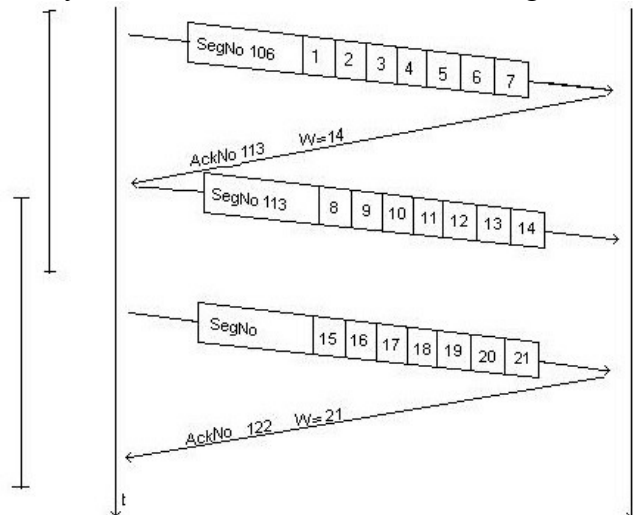 SegNo 106 1 2 3 4 5 6 7
AckNo 113 W=14
SegNo 113 8 9 10 11 12 13 14
SegNo 15 16 17 18 19 20 21
AckNo 122 W=21
t